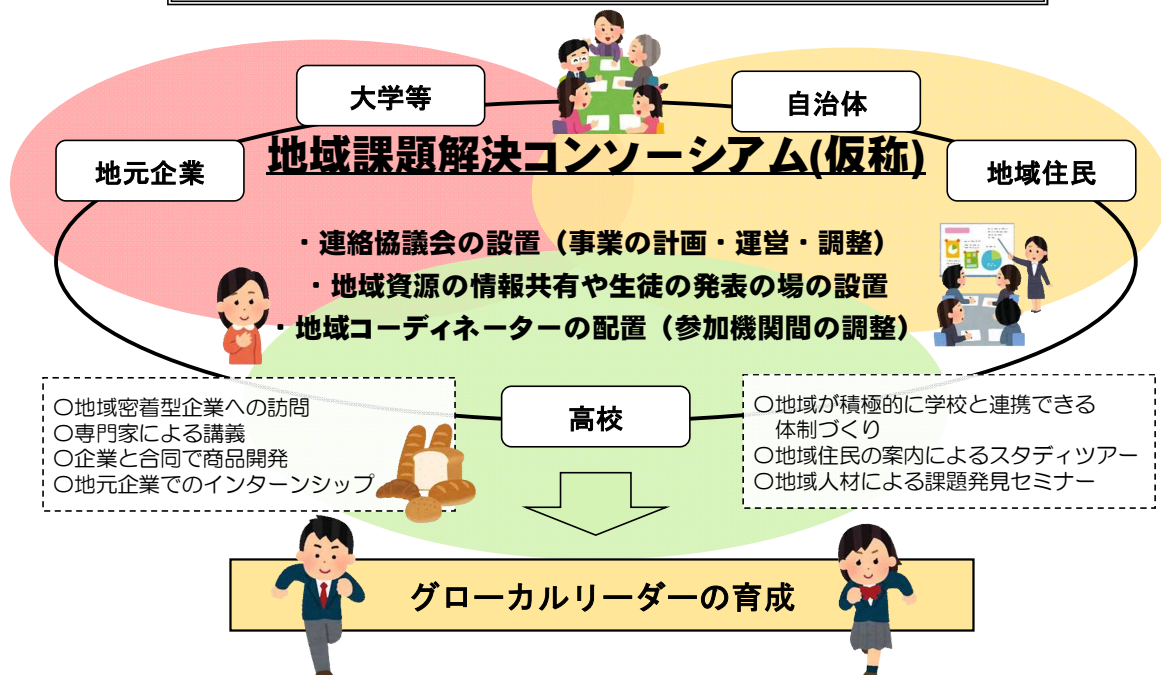 大学等
自治体
地元企業
地域課題解決コンソーシアム(仮称)
地域住民
・連絡協議会の設置（事業の計画・運営・調整）
・地域資源の情報共有や生徒の発表の場の設置
・地域コーディネーターの配置（参加機関間の調整）
〇地域密着型企業への訪問
〇専門家による講義
〇企業と合同で商品開発
〇地元企業でのインターンシップ
高校
〇地域が積極的に学校と連携できる
体制づくり
〇地域住民の案内によるスタディツアー
〇地域人材による課題発見セミナー
グローカルリーダーの育成